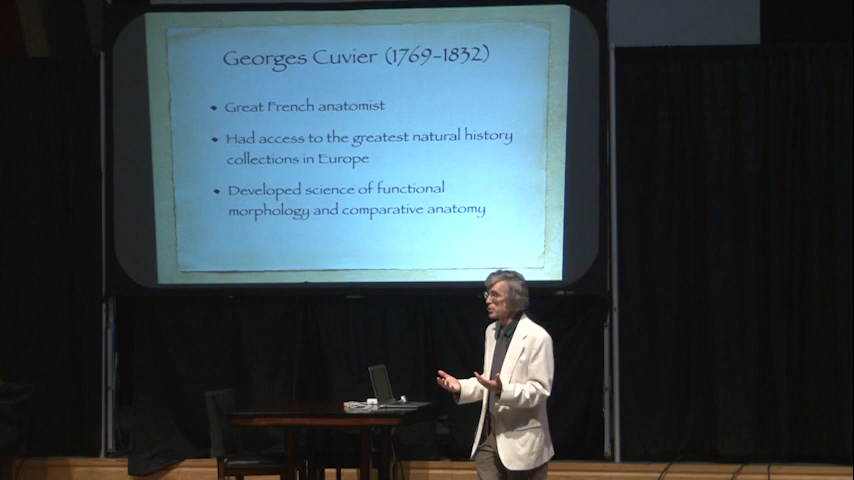 Georges Cuvier (1769-1832)
• Great French anatomist
• Had access to the greatest natural history
collections in Europe
• Developed science of functional
morphology and comparative anatomy